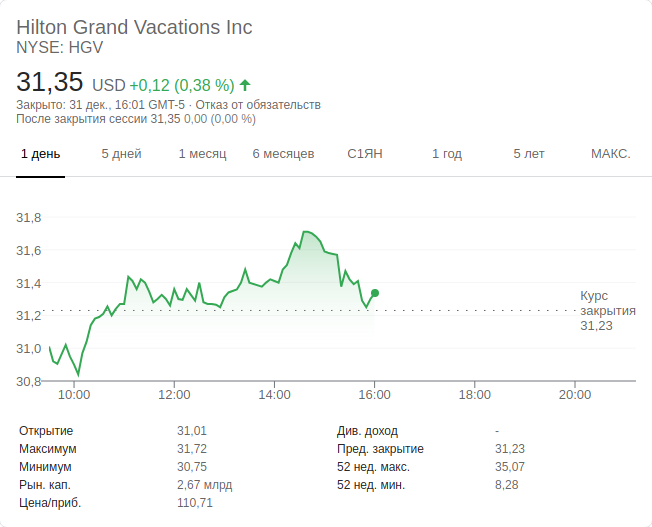 Hilton Grand Vacations Inc
NYSE: HGV
31,35 USD +0,12 (0,38 %)
Закрыто: 31 дек., 16:01 GMT-5 · Отказ от обязательств
После закрытия сессии 31,35 0,00 (0,00 %)
1 день 5 дней 1 месяц 6 месяцев С1ЯН 1 год 5 лет МАКС.
31,8
31,6
31,4
31,2
31,0
30,8
Курс
закрытия
31,23
10:00 12:00 14:00 16:00 18:00 20:00
Открытие 31,01 Див. доход -
Максимум 31,72 Пред. закрытие 31,23
Минимум 30,75 52 нед. макс. 35,07
Рын. кап. 2,67 млрд 52 нед. мин. 8,28
Цена/приб. 110,71